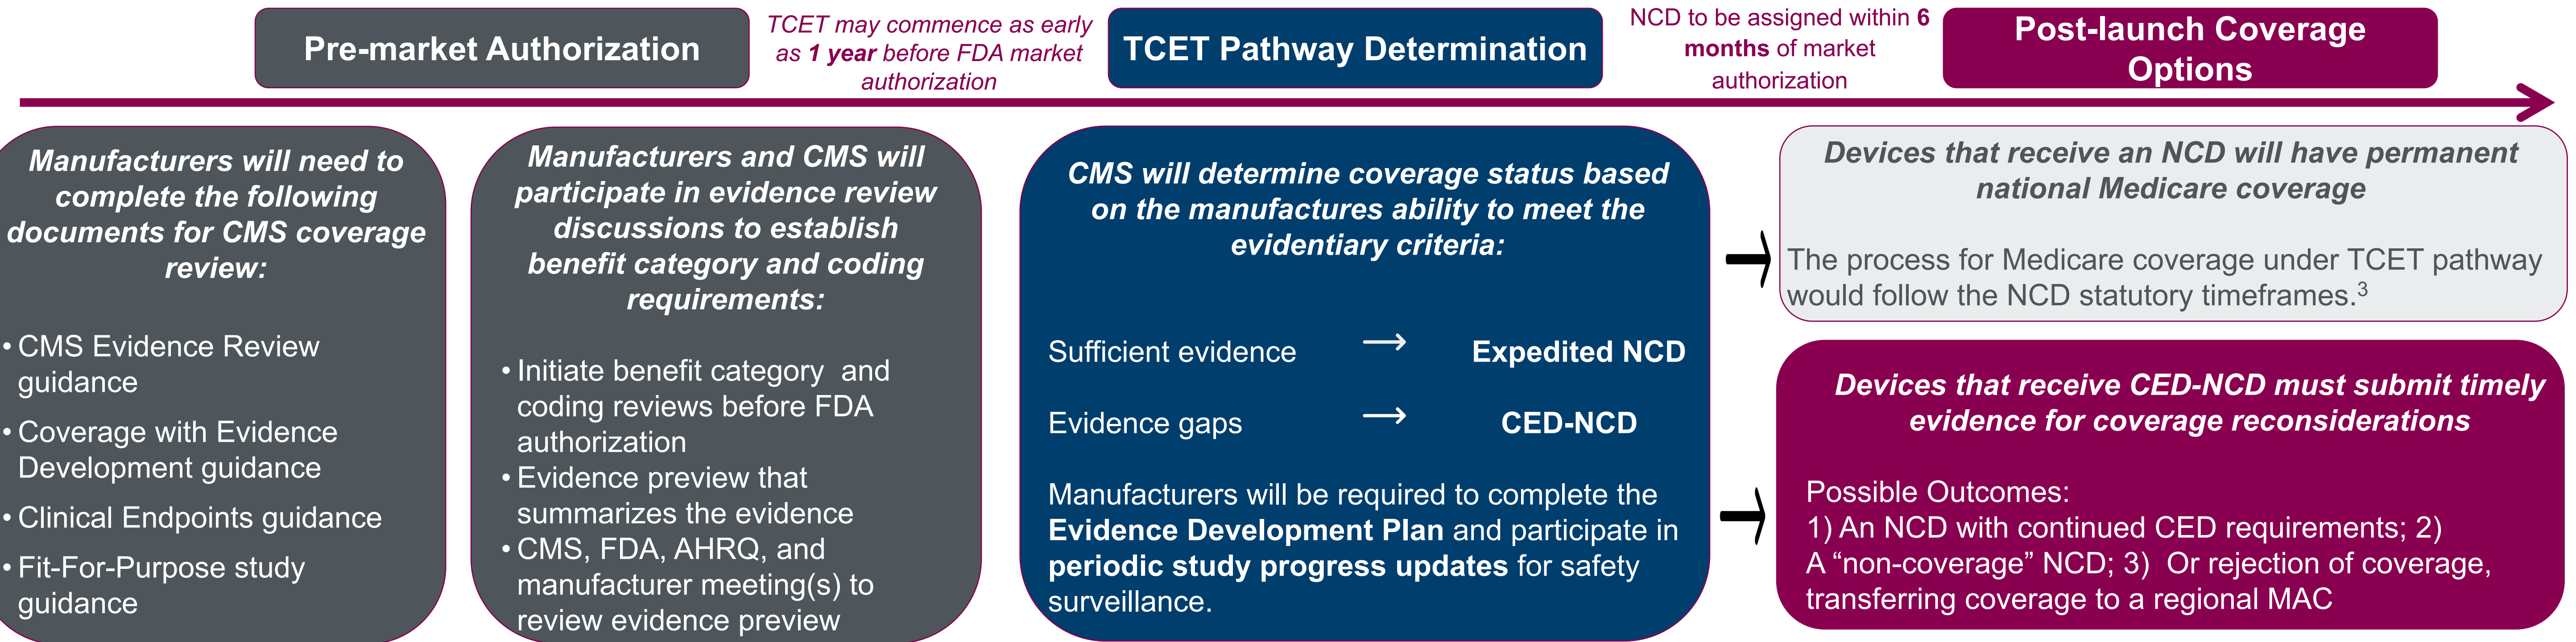 Pre-market Authorization
TCET may commence as early
as 1 year before FDA market
authorization
TCET Pathway Determination
NCD to be assigned within 6
months of market
authorization
Post-launch Coverage
Options
Manufacturers will need to
complete the following
documents for CMS coverage
review:
• CMS Evidence Review
guidance
• Coverage with Evidence
Development guidance
• Clinical Endpoints guidance
• Fit-For-Purpose study
guidance
Manufacturers and CMS will
participate in evidence review
discussions to establish
benefit category and coding
requirements:
• Initiate benefit category and
coding reviews before FDA
authorization
• Evidence preview that
summarizes the evidence
• CMS, FDA, AHRQ, and
manufacturer meeting(s) to
review evidence preview
CMS will determine coverage status based
on the manufactures ability to meet the
evidentiary criteria:
Sufficient evidence → Expedited NCD
Evidence gaps → CED-NCD
Manufacturers will be required to complete the
Evidence Development Plan and participate in
periodic study progress updates for safety
surveillance.
Devices that receive an NCD will have permanent
national Medicare coverage
The process for Medicare coverage under TCET pathway
would follow the NCD statutory timeframes.³
Devices that receive CED-NCD must submit timely
evidence for coverage reconsiderations
Possible Outcomes:
1) An NCD with continued CED requirements; 2)
A “non-coverage” NCD; 3) Or rejection of coverage,
transferring coverage to a regional MAC